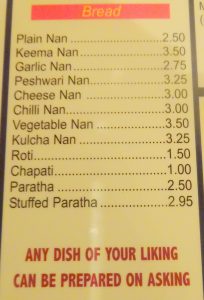 Bread
Plain Nan ........................ 2.50
Keema Nan ..................... 3.50
Garlic Nan ....................... 2.75
Peshwari Nan ................. 3.25
Cheese Nan .................... 3.00
Chilli Nan ......................... 3.00
Vegetable Nan ................ 3.50
Kulcha Nan ..................... 3.25
Roti .................................. 1.50
Chapati ............................ 1.00
Paratha ............................ 2.50
Stuffed Paratha ............... 2.95
ANY DISH OF YOUR LIKING
CAN BE PREPARED ON ASKING